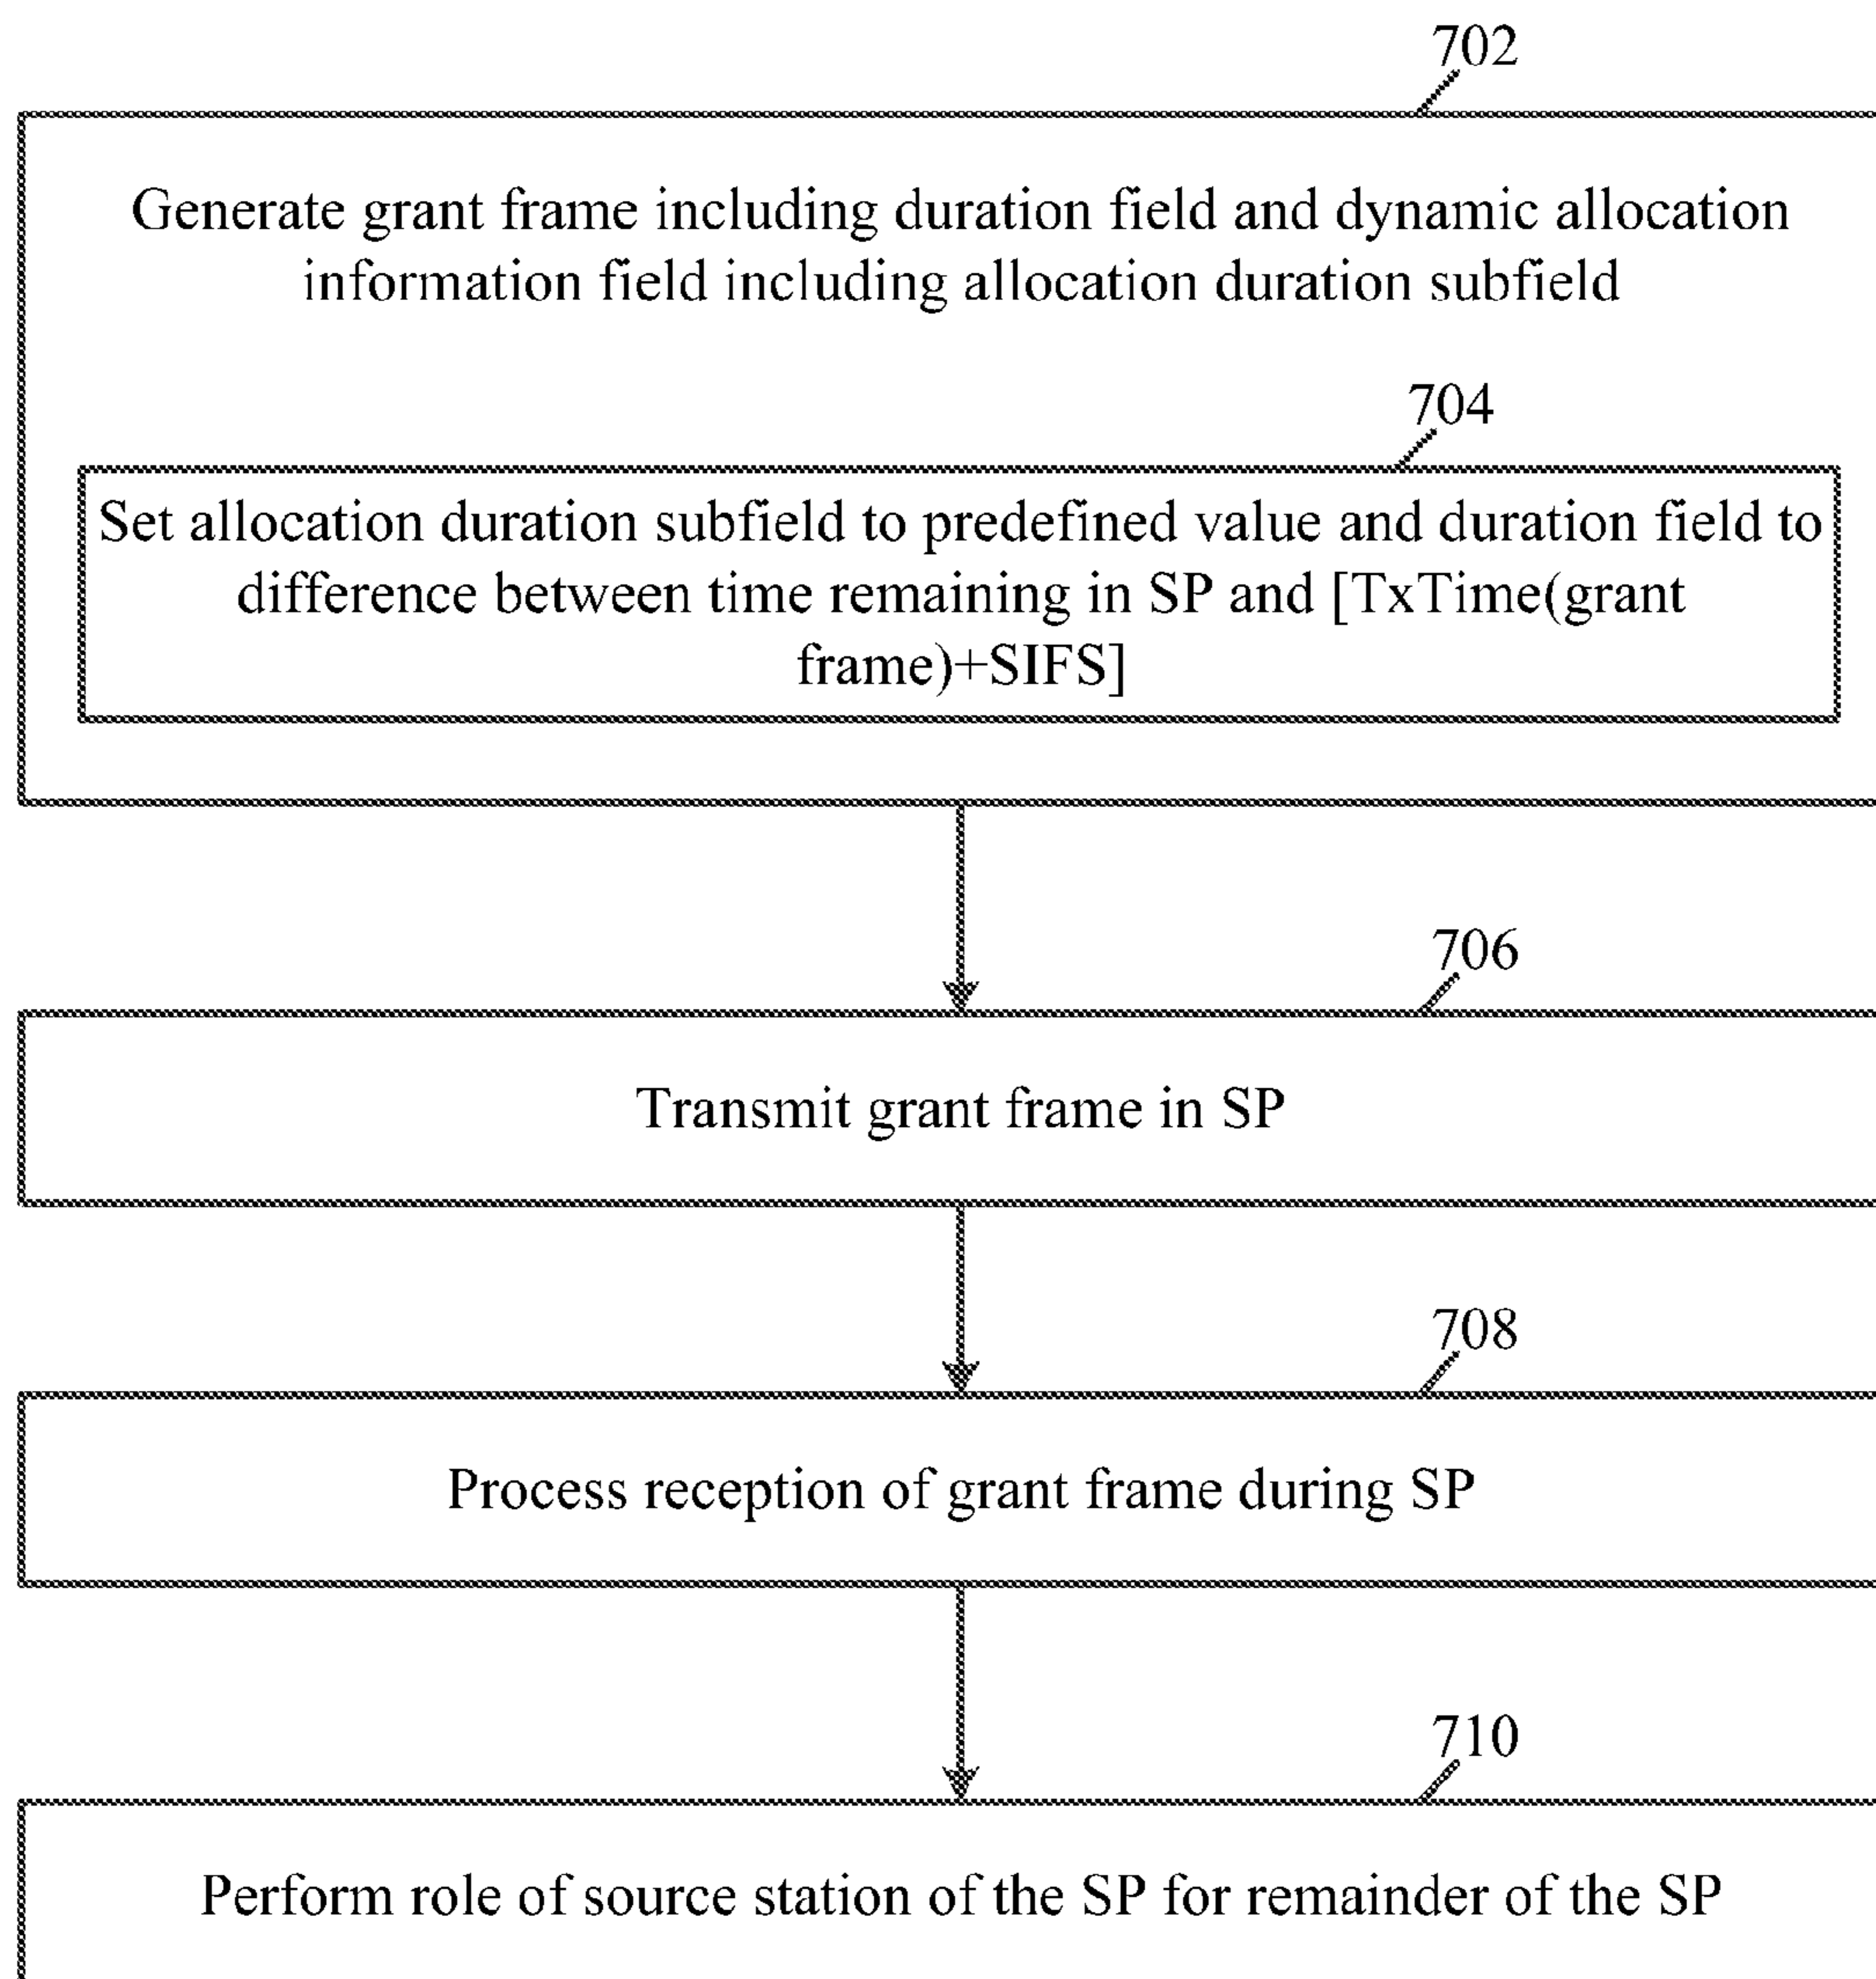 702
Generate grant frame including duration field and dynamic allocation
information field including allocation duration subfield
704
Set allocation duration subfield to predefined value and duration field to
difference between time remaining in SP and [TxTime(grant
frame)+SIFS]
706
Transmit grant frame in SP
708
Process reception of grant frame during SP
710
Perform role of source station of the SP for remainder of the SP